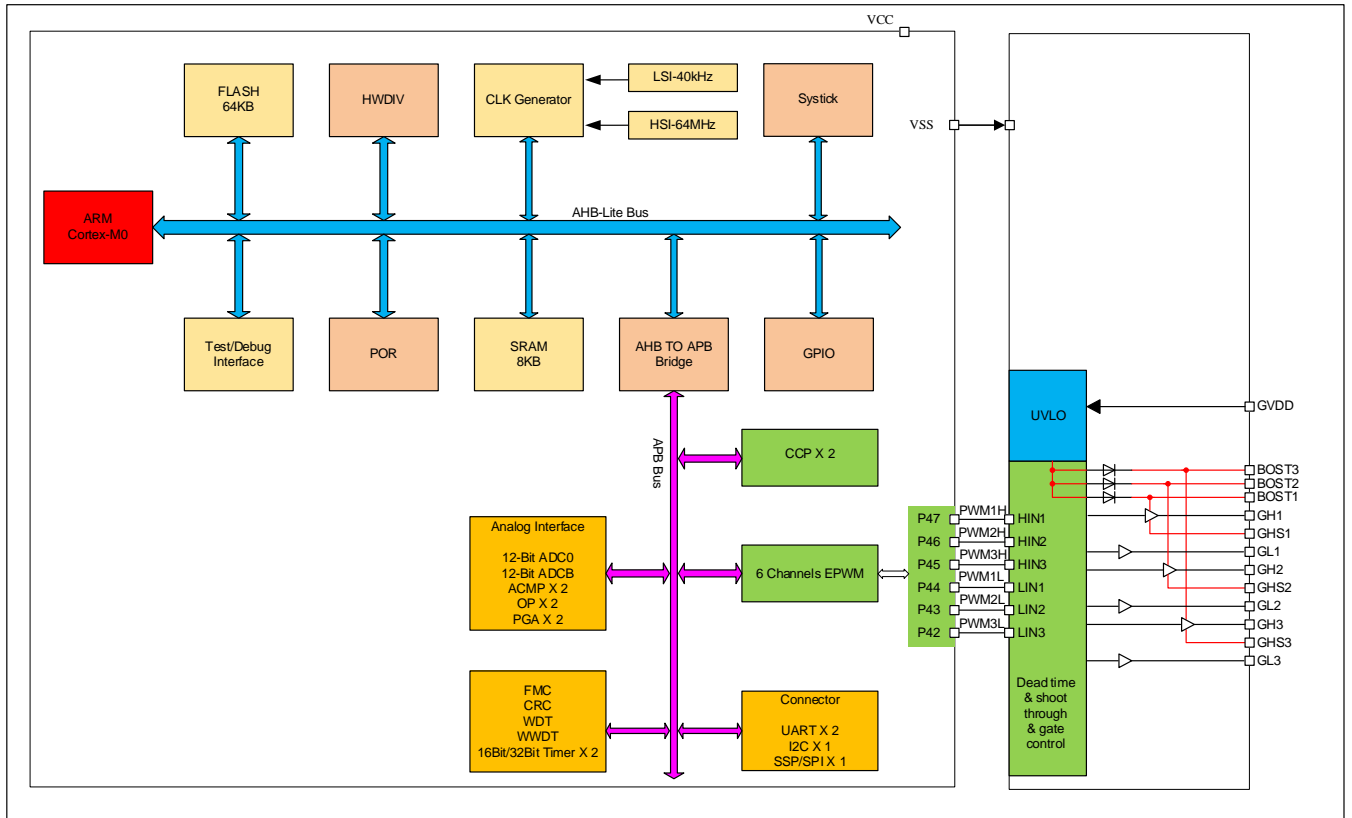 VCC
FLASH
64KB
HWDIV
CLK Generator
LSI-40kHz
HSI-64MHz
Systick
VSS
ARM
Cortex-M0
AHB-Lite Bus
Test/Debug
Interface
POR
SRAM
8KB
AHB TO APB
Bridge
GPIO
UVLO
GVDD
APB Bus
CCP X 2
BOST3
BOST2
BOST1
GH1
GHS1
GL1
GH2
GHS2
GL2
GH3
GHS3
GL3
Analog Interface
12-Bit ADC0
12-Bit ADCB
ACMP X 2
OP X 2
PGA X 2
6 Channels EPWM
P47
P46
P45
P44
P43
P42
PWM1H
PWM2H
PWM3H
PWM1L
PWM2L
PWM3L
HIN1
HIN2
HIN3
LIN1
LIN2
LIN3
Dead time
& shoot
through
& gate
control
FMC
CRC
WDT
WWDT
16Bit/32Bit Timer X 2
Connector
UART X 2
I2C X 1
SSP/SPI X 1